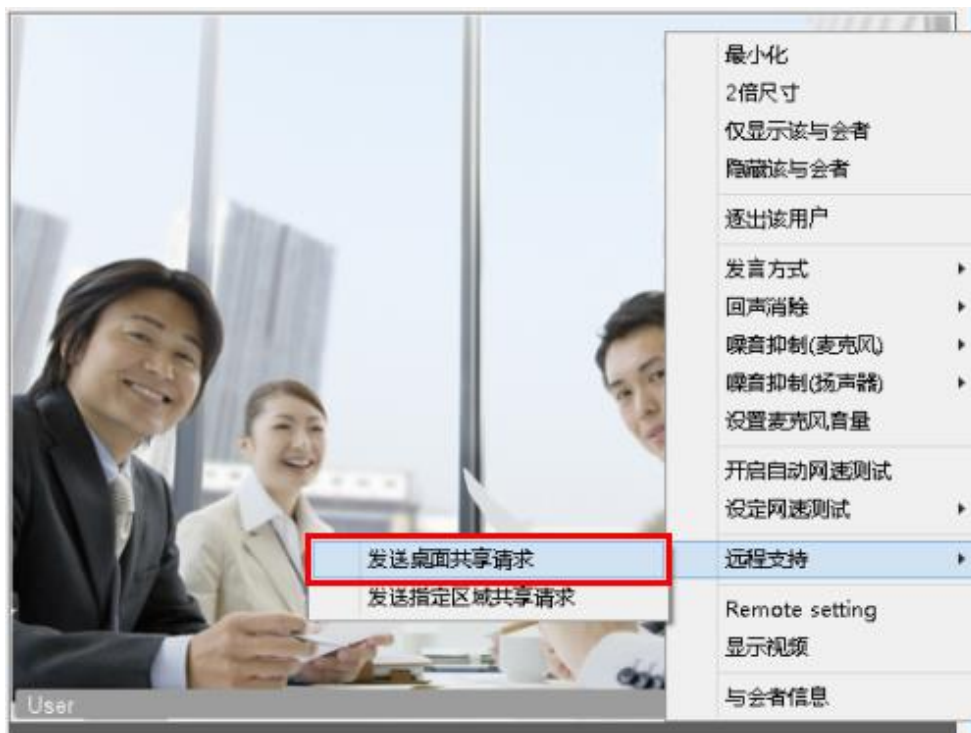 最小化
2倍尺寸
仅显示该与会者
隐藏该与会者
逐出该用户
发言方式
回声消除
噪音抑制(麦克风)
噪音抑制(扬声器)
设置麦克风音量
开启自动网速测试
设定网速测试
远程支持
发送桌面共享请求
发送指定区域共享请求
Remote setting
显示视频
与会者信息
User